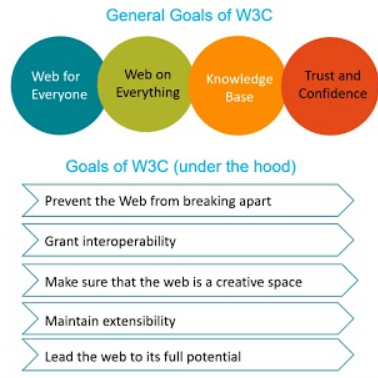 General Goals of W3C
Web for
Everyone
Web on
Everything
Knowledge
Base
Trust and
Confidence
Goals of W3C (under the hood)
Prevent the Web from breaking apart
Grant interoperability
Make sure that the web is a creative space
Maintain extensibility
Lead the web to its full potential